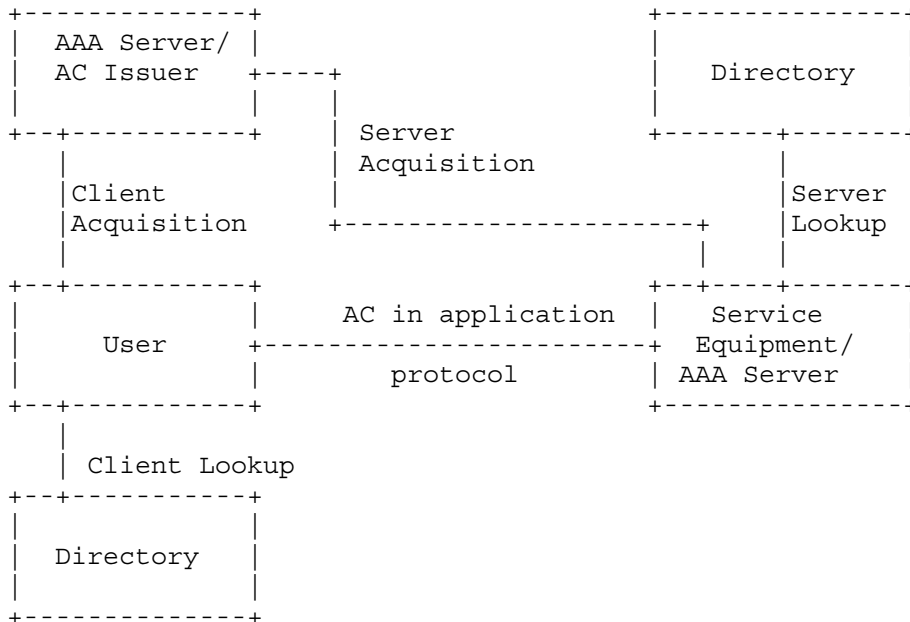 AAA Server/
AC Issuer
Directory
Server
Acquisition
Client
Acquisition
Server
Lookup
User
AC in application
protocol
Service
Equipment/
AAA Server
Client Lookup
Directory